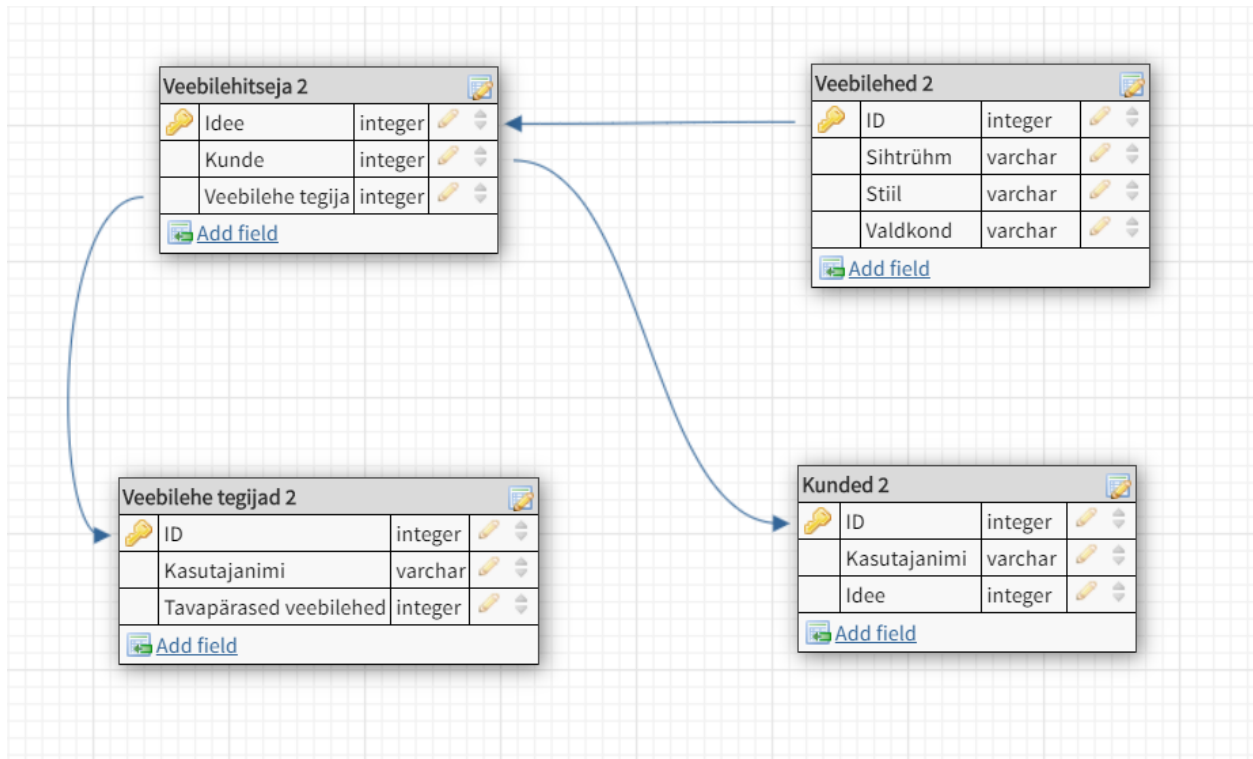 Veebilehitseja 2
Idee integer
Kunde integer
Veebilehe tegija integer
Add field
Veebilehed 2
ID integer
Sihtrühm varchar
Stiil varchar
Valdkond varchar
Add field
Veebilehe tegijad 2
ID integer
Kasutajanimi varchar
Tavapärased veebilehed integer
Add field
Kunded 2
ID integer
Kasutajanimi varchar
Idee integer
Add field